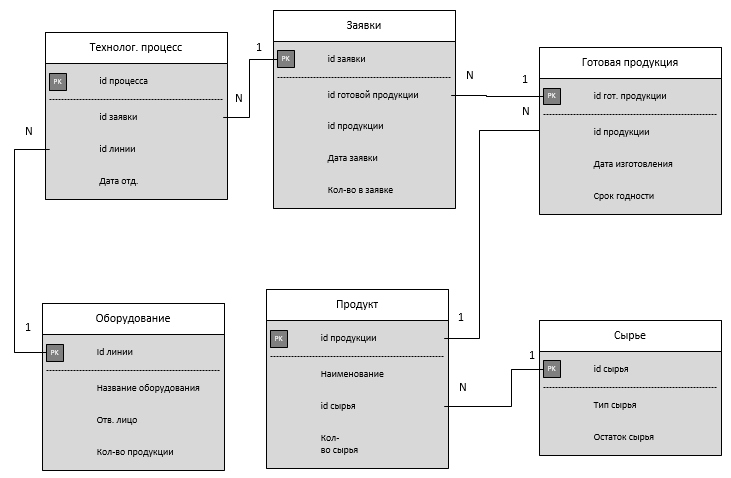 Технолог. процесс
PK
id процесса
id заявки
id линии
Дата отд.
N
N
1
Заявки
PK
id заявки
id готовой продукции
id продукции
Дата заявки
Кол-во в заявке
N
1
N
Готовая продукция
PK
id гот. продукции
id продукции
Дата изготовления
Срок годности
1
Оборудование
PK
Id линии
Название оборудования
Отв. лицо
Кол-во продукции
Продукт
PK
id продукции
Наименование
id сырья
Кол-
во сырья
1
N
1
Сырье
PK
id сырья
Тип сырья
Остаток сырья